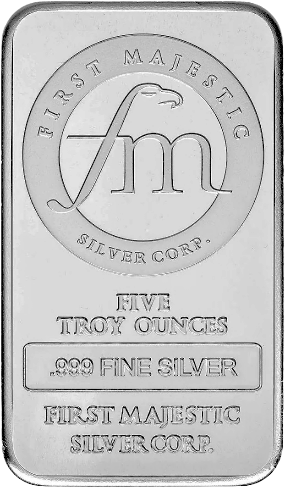 FIRST MAJESTIC
fm
SILVER CORP.
FIVE
TROY OUNCES
.999 FINE SILVER
FIRST MAJESTIC
SILVER CORP.